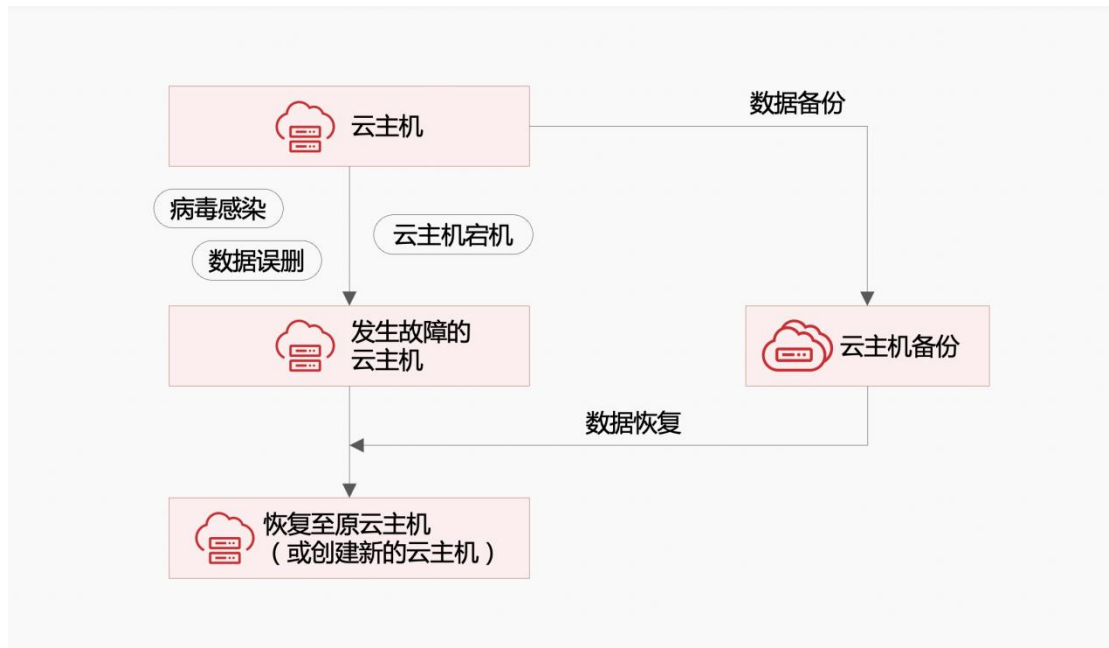 云主机
数据备份
病毒感染
云主机宕机
数据误删
发生故障的
云主机
云主机备份
数据恢复
恢复至原云主机
（或创建新的云主机）